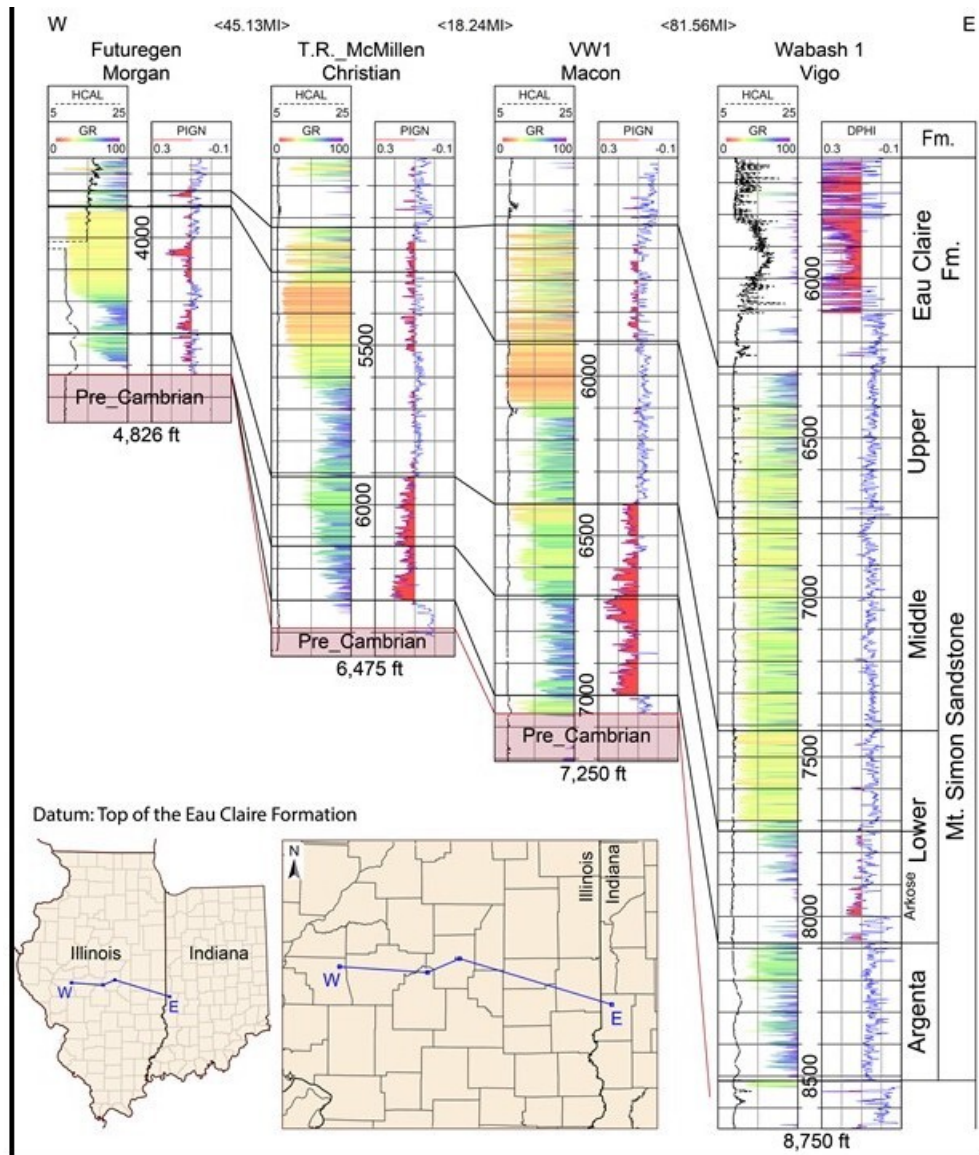 W <45.13MI> <18.24MI> <81.56MI> E
Futuregen
Morgan
T.R._McMillen
Christian
VW1
Macon
Wabash 1
Vigo
HCAL
5 25
GR
0 100
PIGN
0.3 -0.1
HCAL
5 25
GR
0 100
PIGN
0.3 -0.1
HCAL
5 25
GR
0 100
PIGN
0.3 -0.1
HCAL
5 25
GR
0 100
DPHI
0.3 -0.1
Fm.
4000
Pre_Cambrian
4,826 ft
5500
6000
Pre_Cambrian
6,475 ft
6000
6500
7000
Pre_Cambrian
7,250 ft
6000
6500
7000
7500
8000
8500
8,750 ft
Eau Claire
Fm.
Upper
Middle
Lower
Arkose
Argenta
Mt. Simon Sandstone
Datum: Top of the Eau Claire Formation
Illinois
Indiana
W
E
N
Illinois
Indiana
W
E